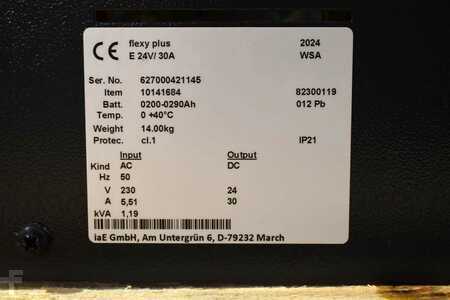 CE flexy plus 2024
E 24V/ 30A WSA
Ser. No. 627000421145
Item 10141684 82300119
Batt. 0200-0290Ah 012 Pb
Temp. 0 +40°C
Weight 14.00kg
Protec. cl.1 IP21
Input Output
Kind AC DC
Hz 50
V 230 24
A 5,51 30
kVA 1,19
iaE GmbH, Am Untergrün 6, D-79232 March